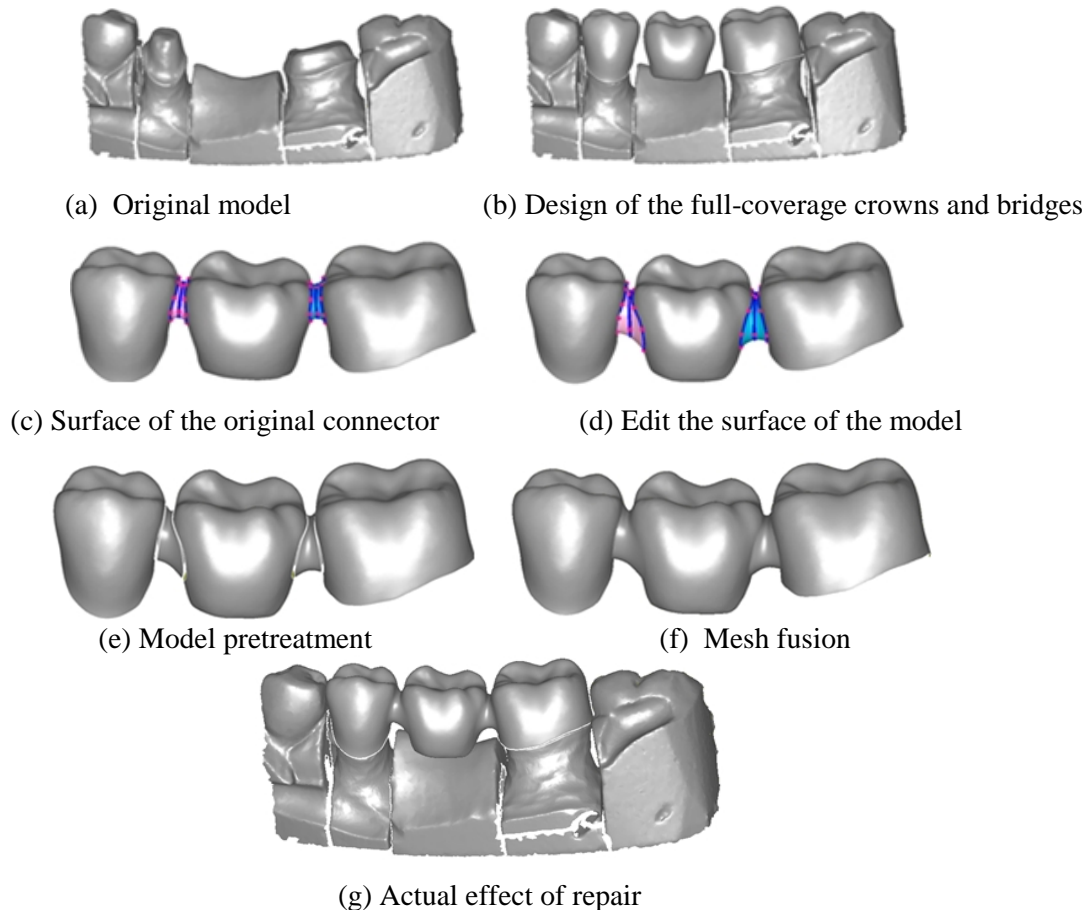 (a) Original model
(b) Design of the full-coverage crowns and bridges
(c) Surface of the original connector
(d) Edit the surface of the model
(e) Model pretreatment
(f) Mesh fusion
(g) Actual effect of repair